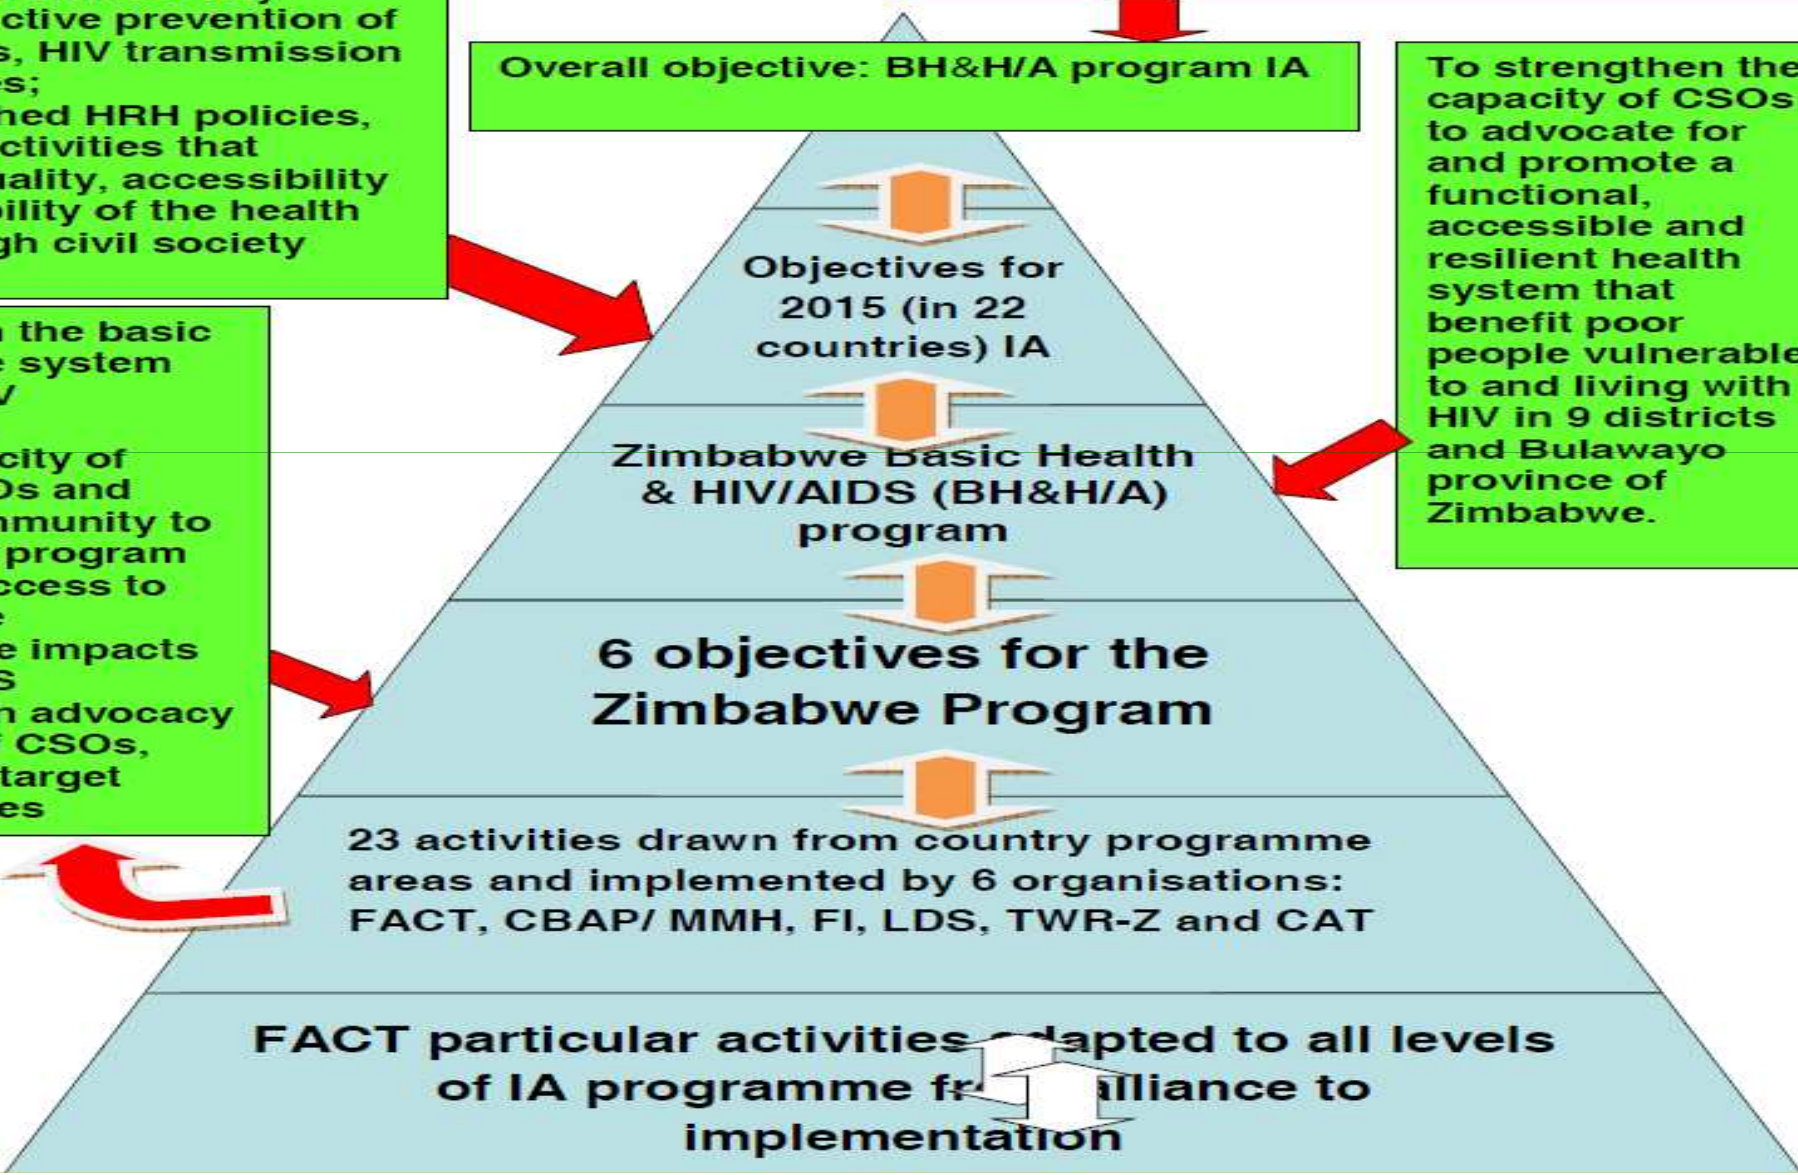 ctive prevention of
s, HIV transmission
es;
hed HRH policies,
ctivities that
uality, accessibility
bility of the health
gh civil society
the basic
e system
V
city of
Os and
mmunity to
program
ccess to
e
e impacts
S
n advocacy
f CSOs,
target
es
Overall objective: BH&H/A program IA
Objectives for
2015 (in 22
countries) IA
Zimbabwe Basic Health
& HIV/AIDS (BH&H/A)
program
6 objectives for the
Zimbabwe Program
23 activities drawn from country programme
areas and implemented by 6 organisations:
FACT, CBAP/ MMH, FI, LDS, TWR-Z and CAT
FACT particular activities adapted to all levels
of IA programme alliance to
implementation
To strengthen the
capacity of CSOs
to advocate for
and promote a
functional,
accessible and
resilient health
system that
benefit poor
people vulnerable
to and living with
HIV in 9 districts
and Bulawayo
province of
Zimbabwe.